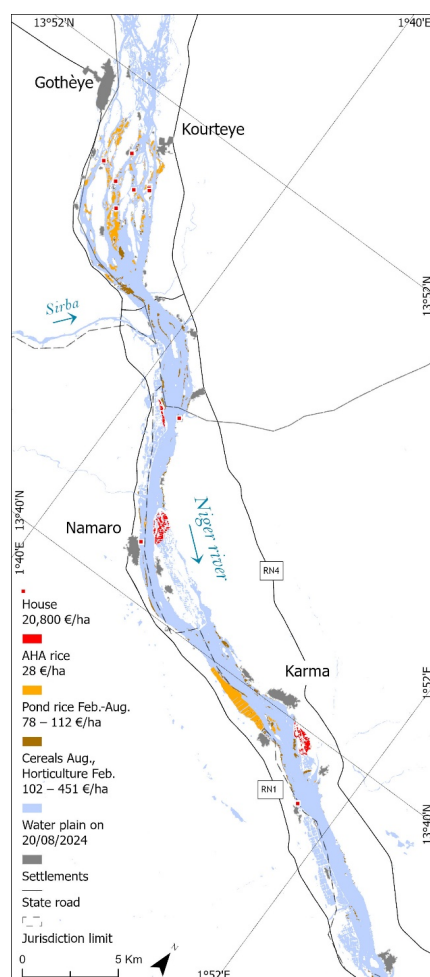 13°52'N
1°40'E
Gothèye
Kourteye
13°52'N
Sirba
13°40'N
1°40'E
Namaro
Niger river
RN4
House
20,800 €/ha
AHA rice
28 €/ha
Karma
1°52'E
Pond rice Feb.-Aug.
78 – 112 €/ha
Cereals Aug.,
Horticulture Feb.
102 – 451 €/ha
RN1
13°40'N
Water plain on
20/08/2024
Settlements
State road
Jurisdiction limit
0 5 Km
N
1°52'E